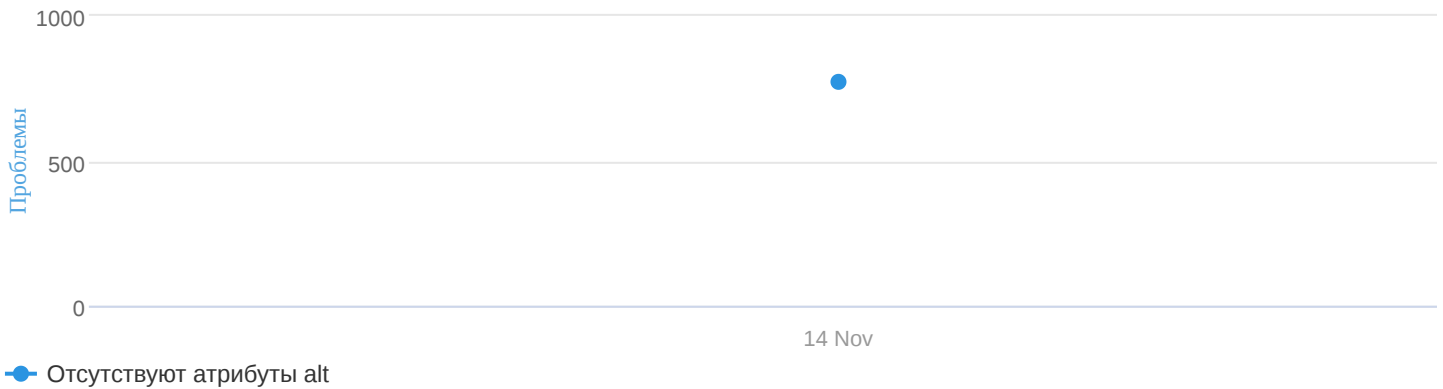 1000
Проблемы
500
0
14 Nov
Отсутствуют атрибуты alt